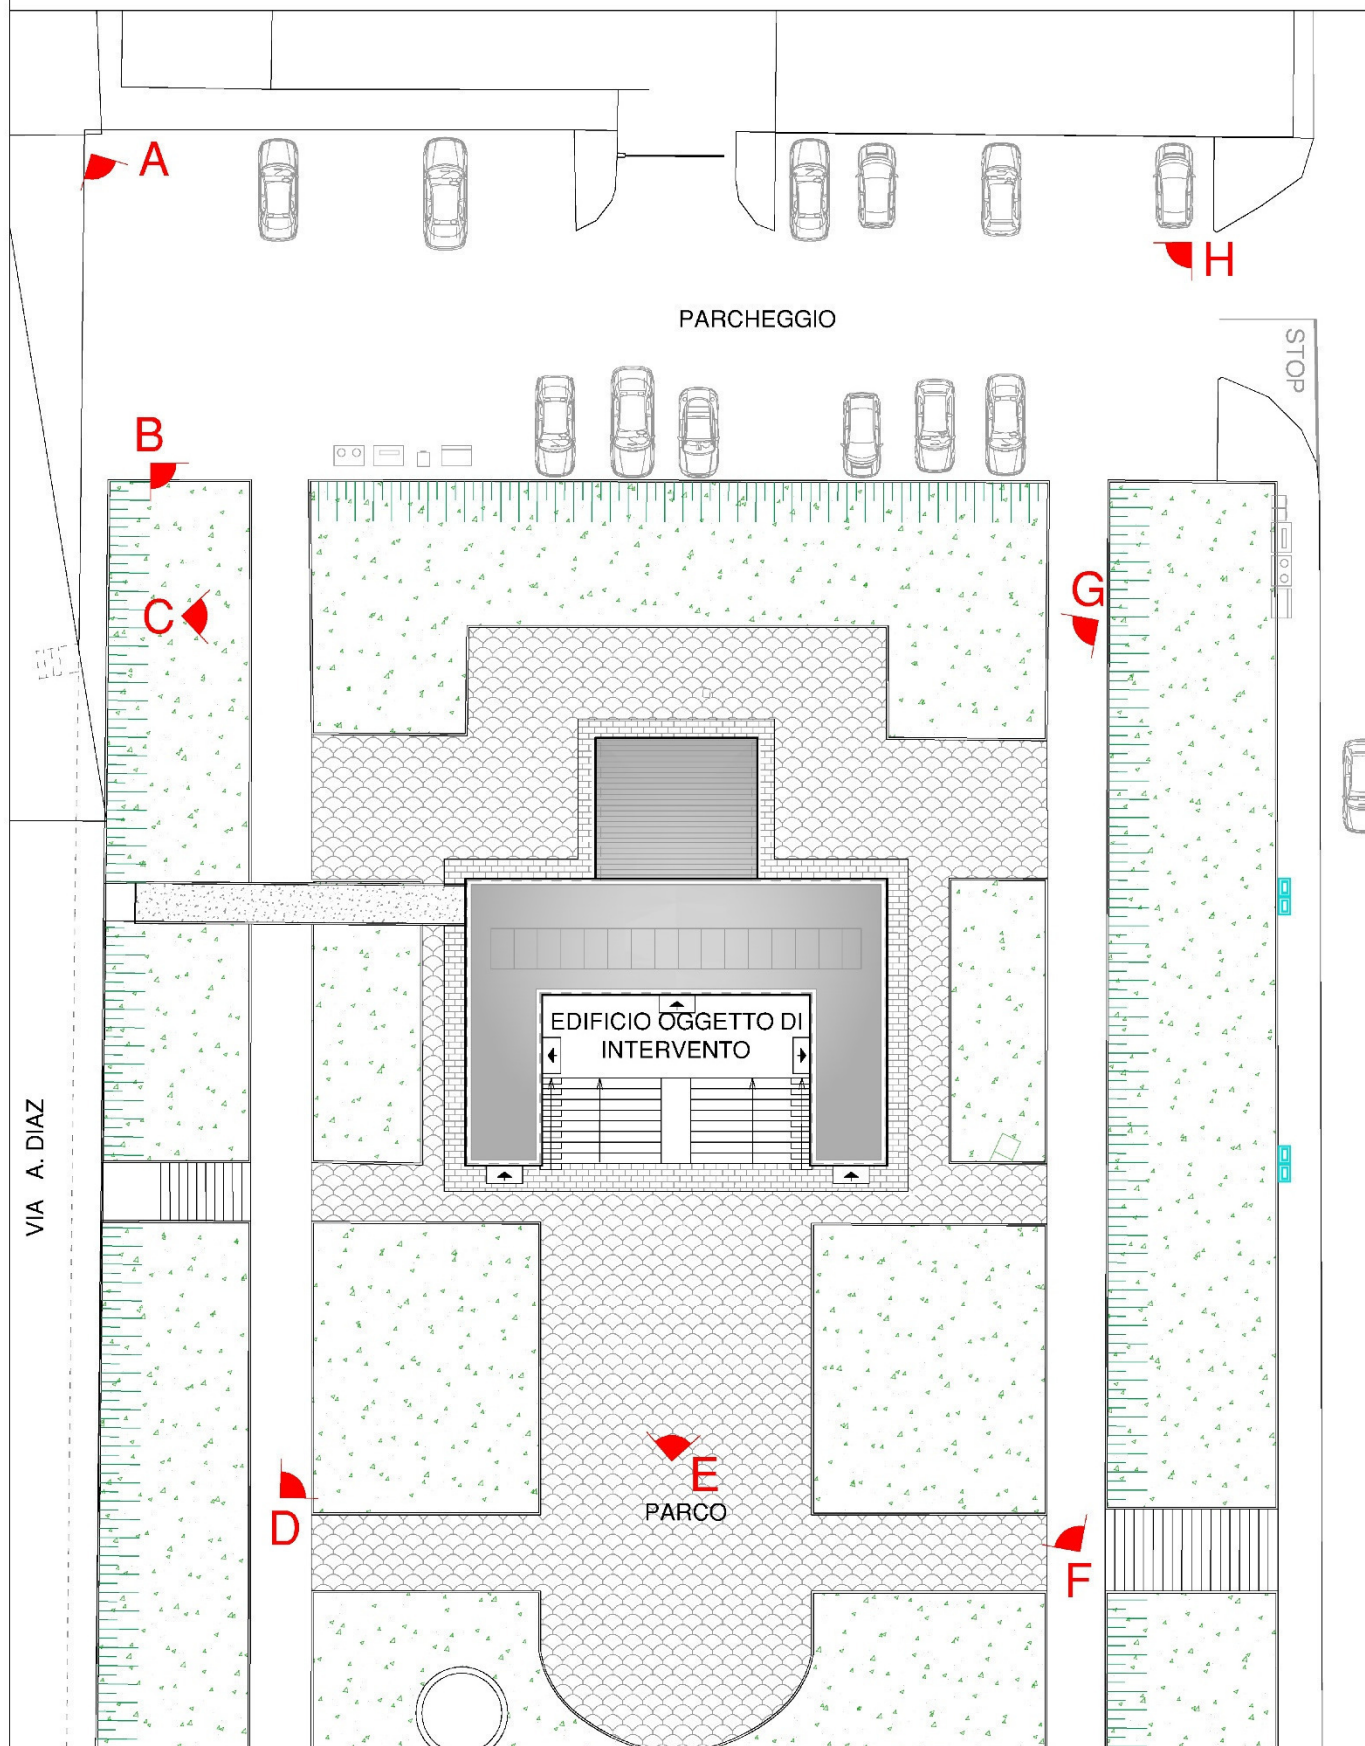 A
H
PARCHEGGIO
STOP
B
G
C
EDIFICIO OGGETTO DI
INTERVENTO
VIA A. DIAZ
E
PARCO
D
F